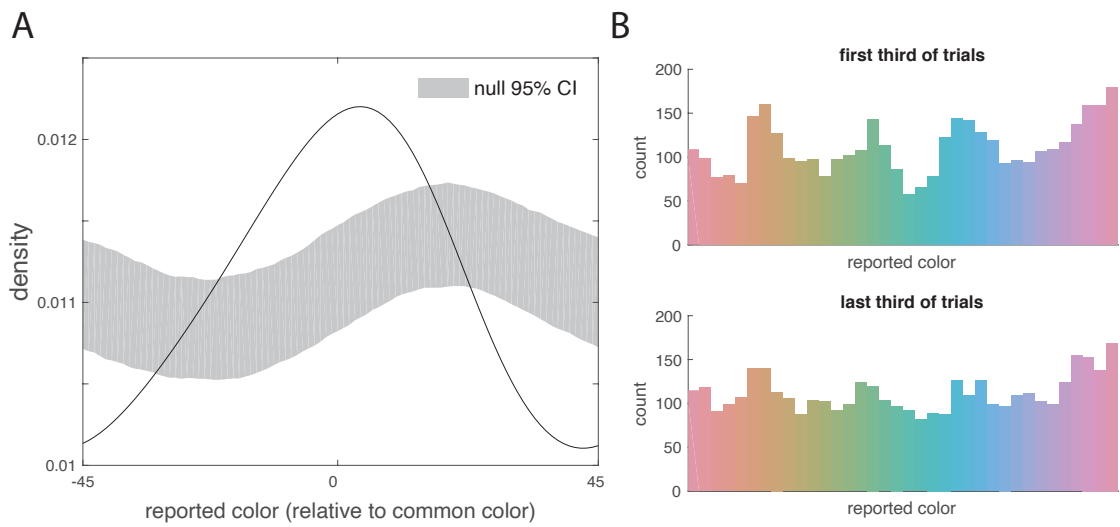 A
null 95% CI
0.012
0.011
0.01
density
-45
0
45
reported color (relative to common color)
B
first third of trials
200
150
100
50
0
count
reported color
last third of trials
200
150
100
50
0
count
reported color